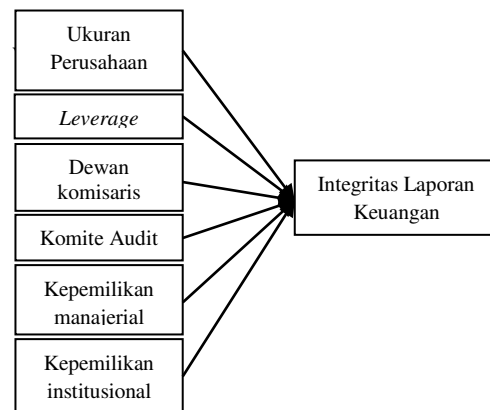 Ukuran
Perusahaan
Leverage
Dewan
komisaris
Komite Audit
Kepemilikan
manajerial
Kepemilikan
institusional
Integritas Laporan
Keuangan